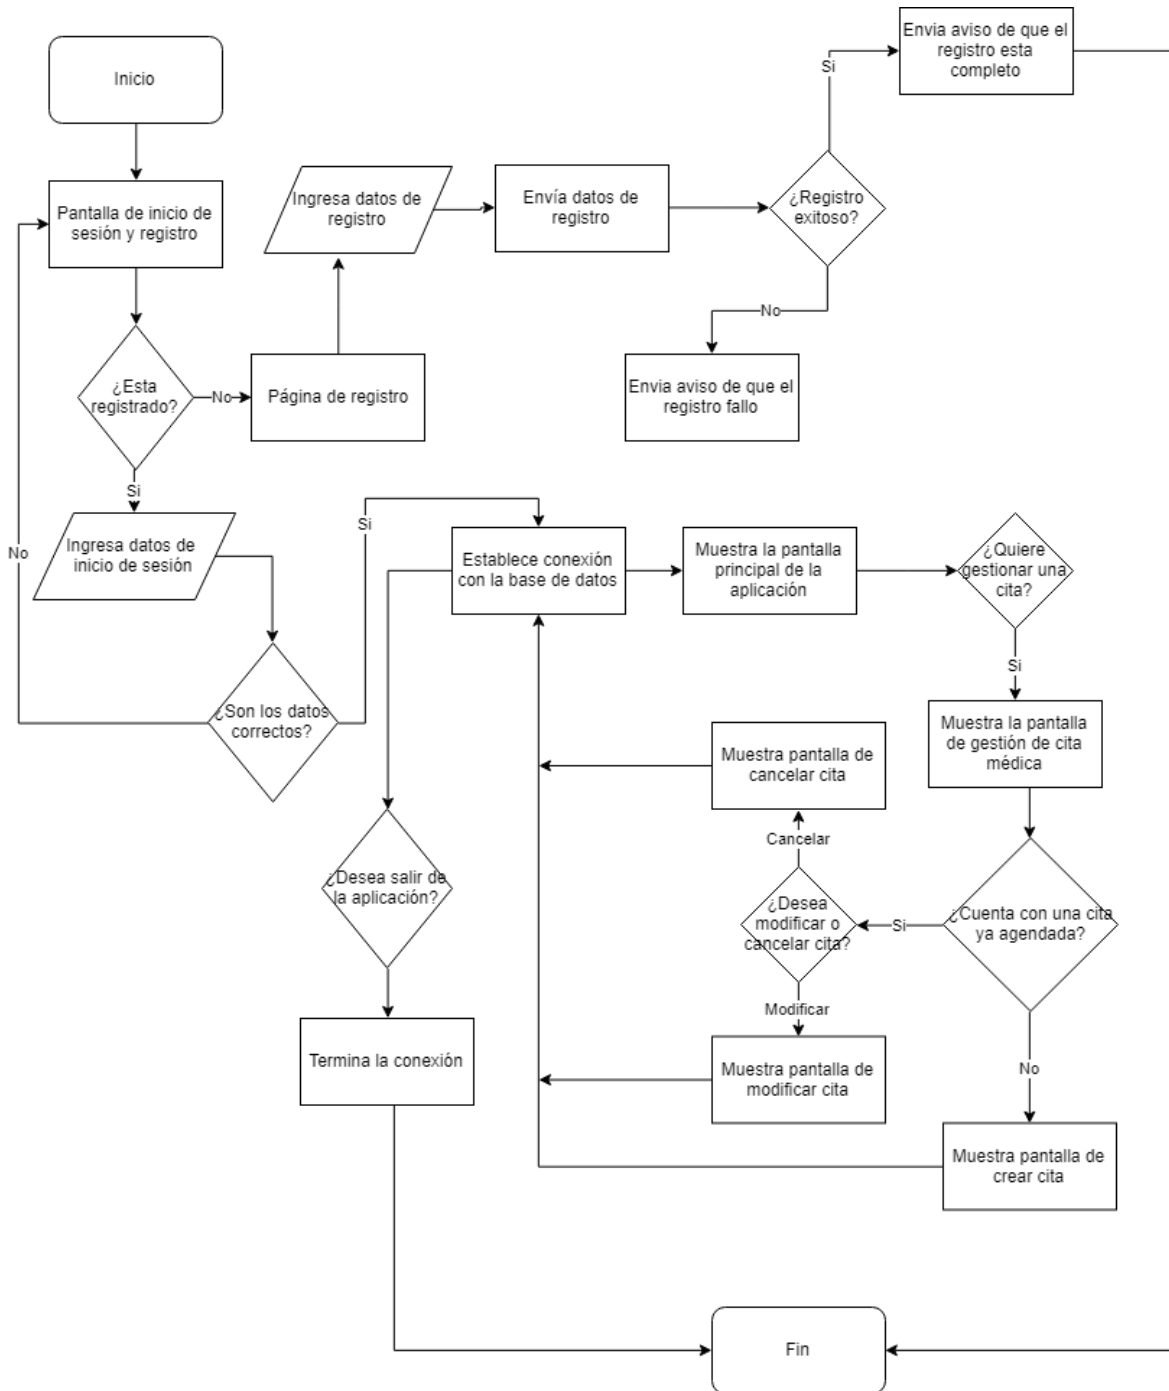 Inicio
Pantalla de inicio de
sesión y registro
¿Esta
registrado?
No
Página de registro
Ingresa datos de
registro
Envía datos de
registro
¿Registro
exitoso?
Si
Envia aviso de que el
registro esta
completo
No
Envia aviso de que el
registro fallo
Si
Ingresa datos de
inicio de sesión
No
¿Son los datos
correctos?
Si
Establece conexión
con la base de datos
Muestra la pantalla
principal de la
aplicación
¿Quiere
gestionar una
cita?
Si
Muestra la pantalla
de gestión de cita
médica
¿Cuenta con una cita
ya agendada?
Si
¿Desea
modificar o
cancelar cita?
Cancelar
Muestra pantalla de
cancelar cita
Modificar
Muestra pantalla de
modificar cita
No
Muestra pantalla de
crear cita
¿Desea salir de
la aplicación?
Termina la conexión
Fin